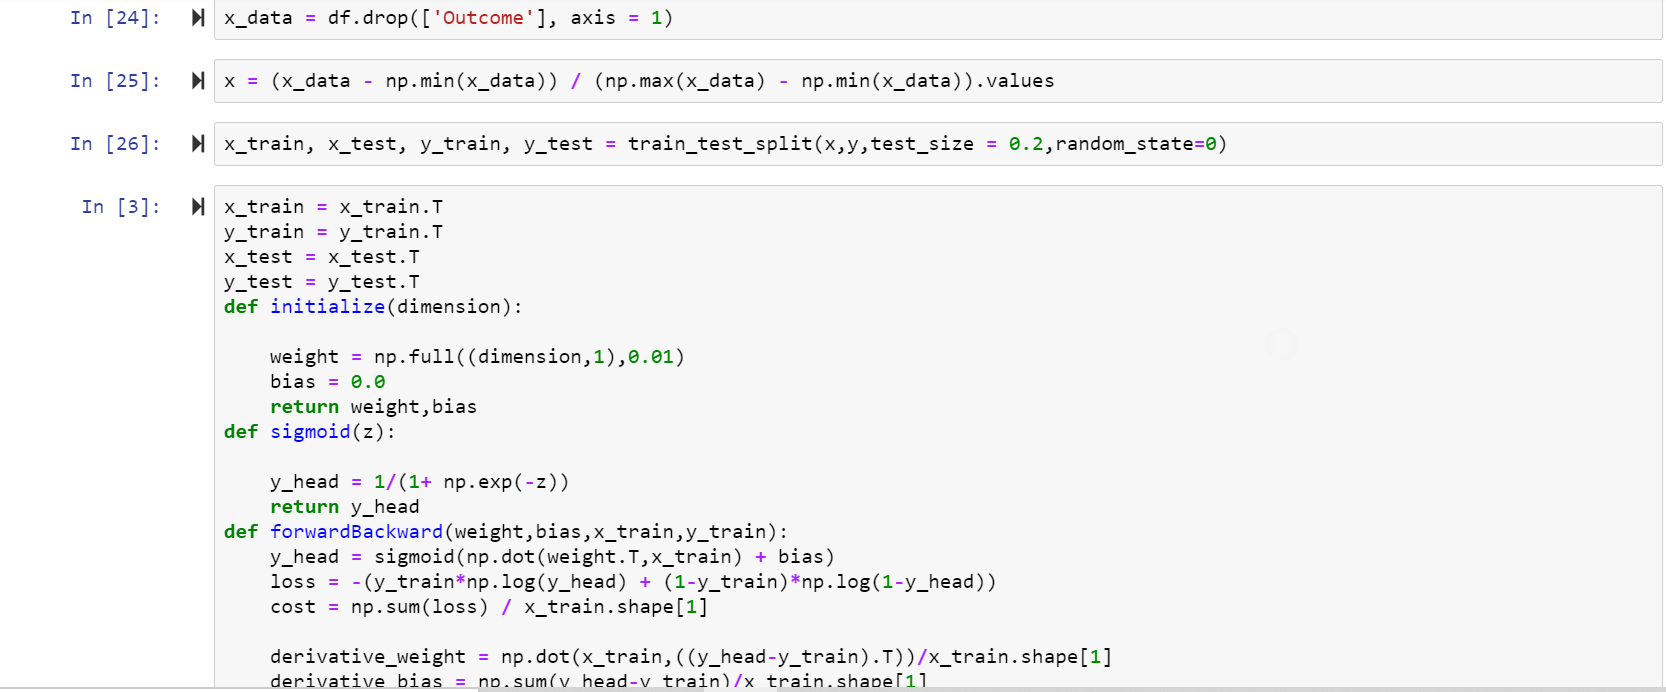 In [24]: x_data = df.drop(['Outcome'], axis = 1)
In [25]: x = (x_data - np.min(x_data)) / (np.max(x_data) - np.min(x_data)).values
In [26]: x_train, x_test, y_train, y_test = train_test_split(x,y,test_size = 0.2,random_state=0)
In [3]: x_train = x_train.T
y_train = y_train.T
x_test = x_test.T
y_test = y_test.T
def initialize(dimension):
    weight = np.full((dimension,1),0.01)
    bias = 0.0
    return weight,bias
def sigmoid(z):
    y_head = 1/(1+ np.exp(-z))
    return y_head
def forwardBackward(weight,bias,x_train,y_train):
    y_head = sigmoid(np.dot(weight.T,x_train) + bias)
    loss = -(y_train*np.log(y_head) + (1-y_train)*np.log(1-y_head))
    cost = np.sum(loss) / x_train.shape[1]
    derivative_weight = np.dot(x_train,((y_head-y_train).T))/x_train.shape[1]
    derivative_bias = np.sum(y_head-y_train)/x_train.shape[1]